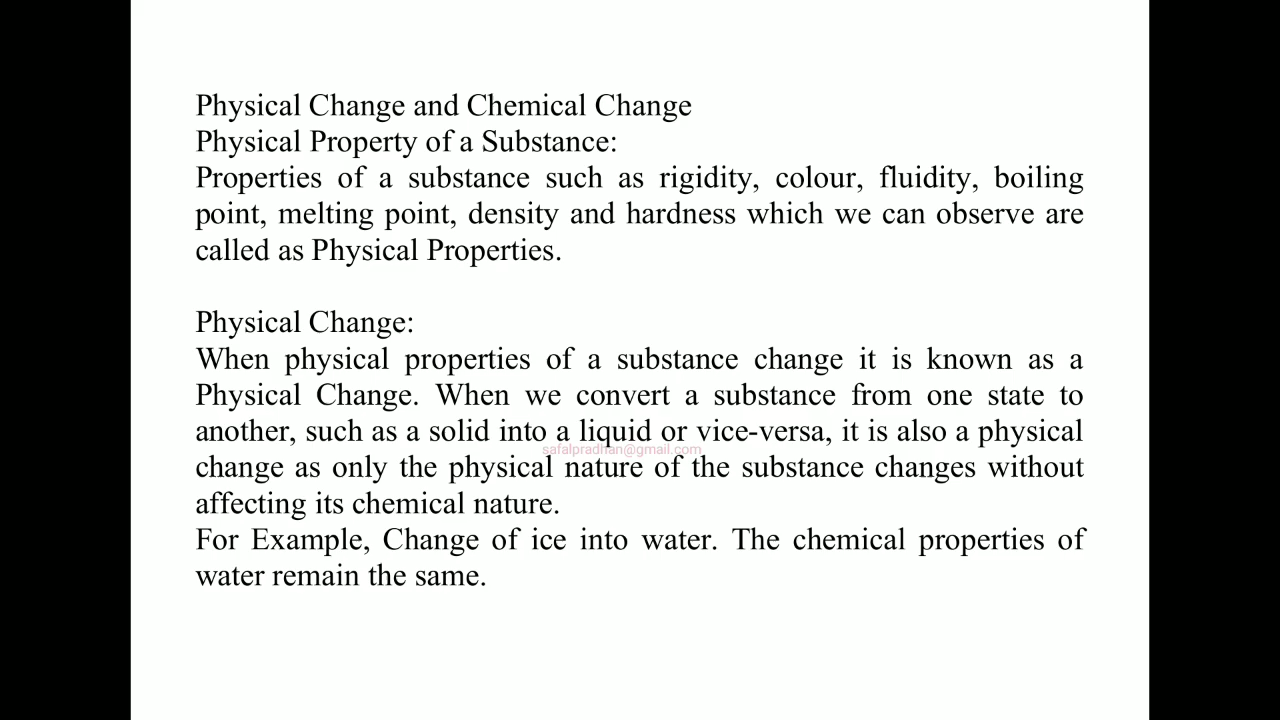 Physical Change and Chemical Change
Physical Property of a Substance:
Properties of a substance such as rigidity, colour, fluidity, boiling
point, melting point, density and hardness which we can observe are
called as Physical Properties.
Physical Change:
When physical properties of a substance change it is known as a
Physical Change. When we convert a substance from one state to
another, such as a solid into a liquid or vice-versa, it is also a physical
safalpradhan@gmail.com
change as only the physical nature of the substance changes without
affecting its chemical nature.
For Example, Change of ice into water. The chemical properties of
water remain the same.